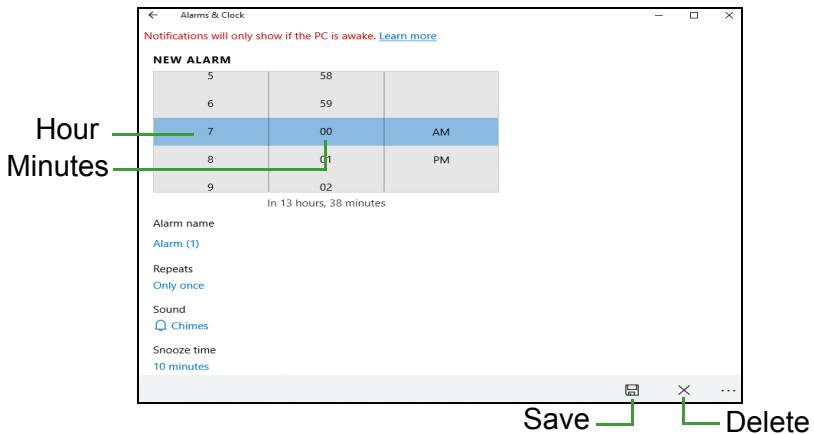 Alarms & Clock
Notifications will only show if the PC is awake. Learn more
NEW ALARM
5 58
6 59
Hour 7 00 AM
Minutes 8 01 PM
9 02
In 13 hours, 38 minutes
Alarm name
Alarm (1)
Repeats
Only once
Sound
Chimes
Snooze time
10 minutes
...
Save Delete